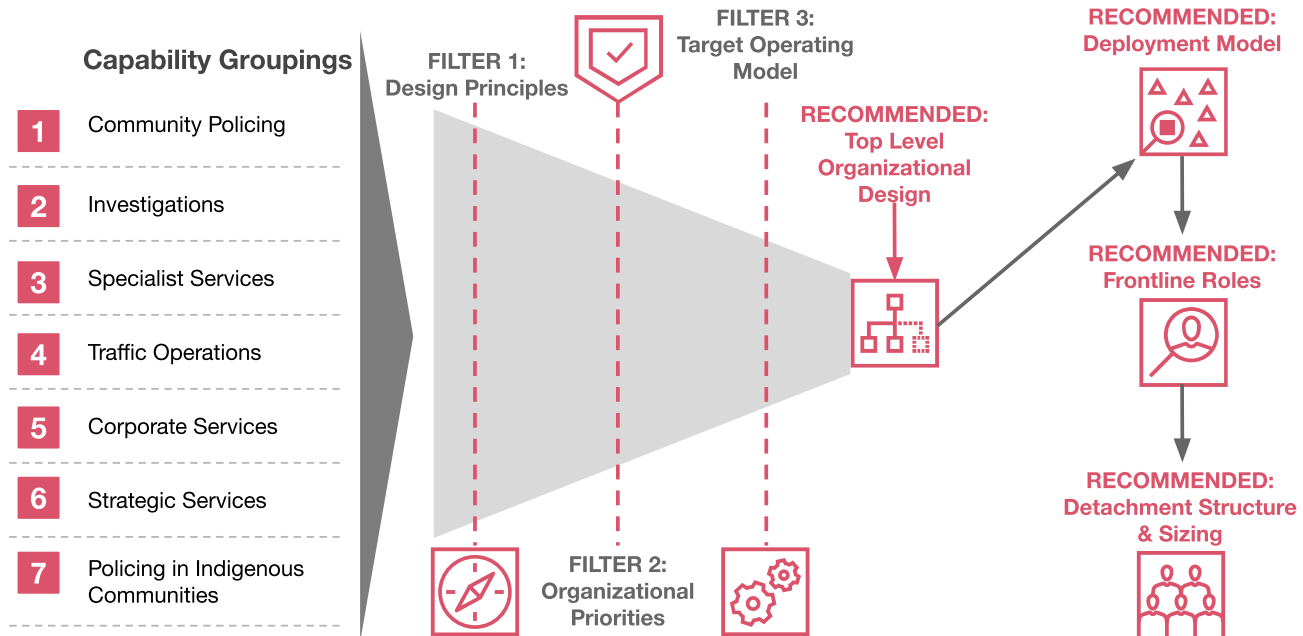 Capability Groupings
1
Community Policing
2
Investigations
3
Specialist Services
4
Traffic Operations
5
Corporate Services
6
Strategic Services
7
Policing in Indigenous
Communities
FILTER 1:
Design Principles
FILTER 2:
Organizational
Priorities
FILTER 3:
Target Operating
Model
RECOMMENDED:
Top Level
Organizational
Design
RECOMMENDED:
Deployment Model
RECOMMENDED:
Frontline Roles
RECOMMENDED:
Detachment Structure
& Sizing